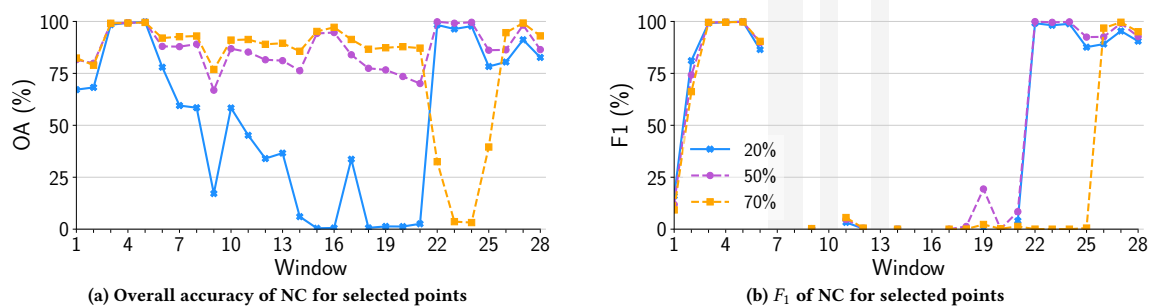 100
75
50
25
0
OA (%)
1 4 7 10 13 16 19 22 25 28
Window
(a) Overall accuracy of NC for selected points
100
75
50
25
0
F1 (%)
20%
50%
70%
1 4 7 10 13 16 19 22 25 28
Window
(b) F₁ of NC for selected points